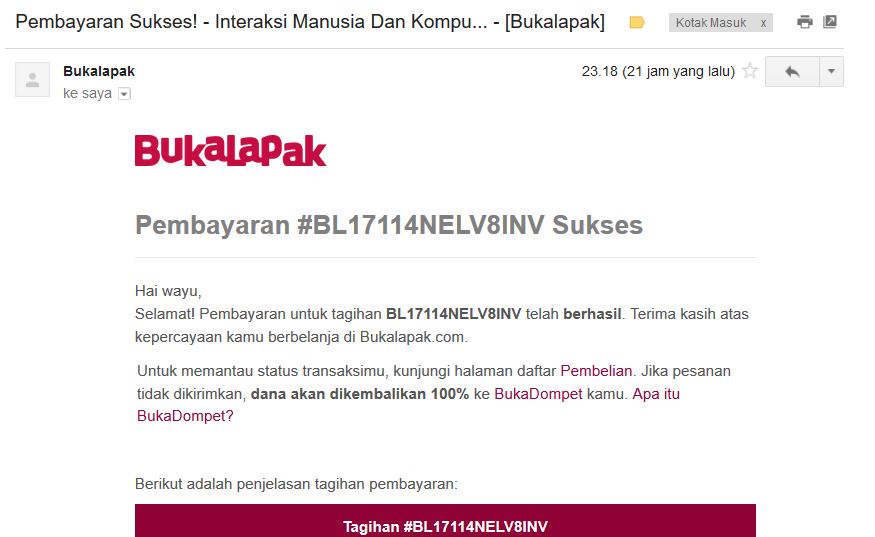 Pembayaran Sukses! - Interaksi Manusia Dan Kompu... - [Bukalapak]
Kotak Masuk x
Bukalapak
23.18 (21 jam yang lalu)
ke saya
BukaLapak
Pembayaran #BL17114NELV8INV Sukses
Hai wayu,
Selamat! Pembayaran untuk tagihan BL17114NELV8INV telah berhasil. Terima kasih atas
kepercayaan kamu berbelanja di Bukalapak.com.
Untuk memantau status transaksimu, kunjungi halaman daftar Pembelian. Jika pesanan
tidak dikirimkan, dana akan dikembalikan 100% ke BukaDompet kamu. Apa itu
BukaDompet?
Berikut adalah penjelasan tagihan pembayaran:
Tagihan #BL17114NELV8INV